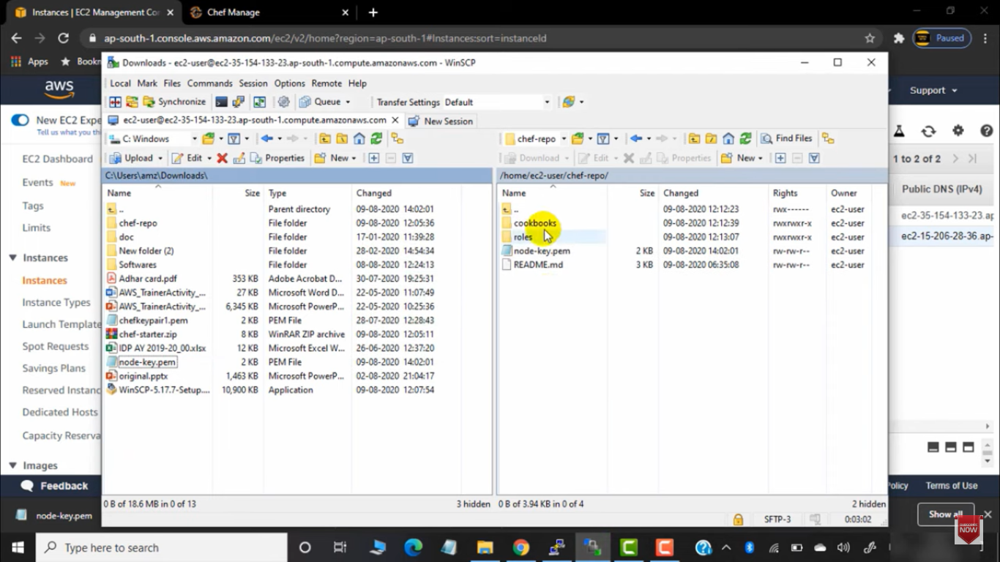 Instances | EC2 Management Co
Chef Manage
ap-south-1.console.aws.amazon.com/ec2/v2/home?region=ap-south-1#Instances:sort=instanceId
Paused
Apps
Bookn
Downloads - ec2-user@ec2-35-154-133-23.ap-south-1.compute.amazonaws.com - WinSCP
Local Mark Files Commands Session Options Remote Help
Synchronize Queue Transfer Settings Default
ec2-user@ec2-35-154-133-23.ap-south-1.compute.amazonaws.com New Session
C: Windows
chef-repo Find Files
Upload Edit Properties New
Download Edit Properties New
C:\Users\amz\Downloads\
/home/ec2-user/chef-repo/
Name Size Type Changed
.. Parent directory 09-08-2020 14:02:01
chef-repo File folder 09-08-2020 12:05:36
doc File folder 17-01-2020 11:39:28
New folder (2) File folder 28-02-2020 14:54:34
Softwares File folder 08-08-2020 12:24:13
Adhar card.pdf 353 KB Adobe Acrobat D... 30-07-2020 19:25:31
AWS_TrainerActivity_... 27 KB Microsoft Word D... 22-05-2020 11:07:49
AWS_TrainerActivity_... 6,345 KB Microsoft PowerP... 22-05-2020 10:25:36
chefkeypair1.pem 2 KB PEM File 28-07-2020 12:28:43
chef-starter.zip 8 KB WinRAR ZIP archive 09-08-2020 12:05:11
IDP AY 2019-20_00.xlsx 12 KB Microsoft Excel W... 26-06-2020 12:37:20
node-key.pem 2 KB PEM File 09-08-2020 14:02:01
original.pptx 1,463 KB Microsoft PowerP... 02-08-2020 21:04:17
WinSCP-5.17.7-Setup.... 10,900 KB Application 09-08-2020 12:07:54
Name Size Changed Rights Owner
.. 09-08-2020 12:12:23 rwx------ ec2-user
cookbooks 09-08-2020 12:12:39 rwxrwxr-x ec2-user
roles 09-08-2020 12:13:07 rwxrwxr-x ec2-user
node-key.pem 2 KB 09-08-2020 14:02:01 rw-rw-r-- ec2-user
README.md 3 KB 09-08-2020 06:35:08 rw-rw-r-- ec2-user
0 B of 18.6 MB in 0 of 13 3 hidden
0 B of 3.94 KB in 0 of 4 2 hidden
SFTP-3 0:03:02
aws
Support
New EC2 Expe
Tell us what you thi
EC2 Dashboard
Events New
Tags
Limits
Instances
Instances
Instance Types
Launch Template
Spot Requests
Savings Plans
Reserved Instanc
Dedicated Hosts
Capacity Reserva
Images
1 to 2 of 2
Public DNS (IPv4)
ec2-35-154-133-23.ap
ec2-15-206-28-36.ap-
Feedback
olicy Terms of Use
node-key.pem
Show all
SUBSCRIBE
NOW
Type here to search